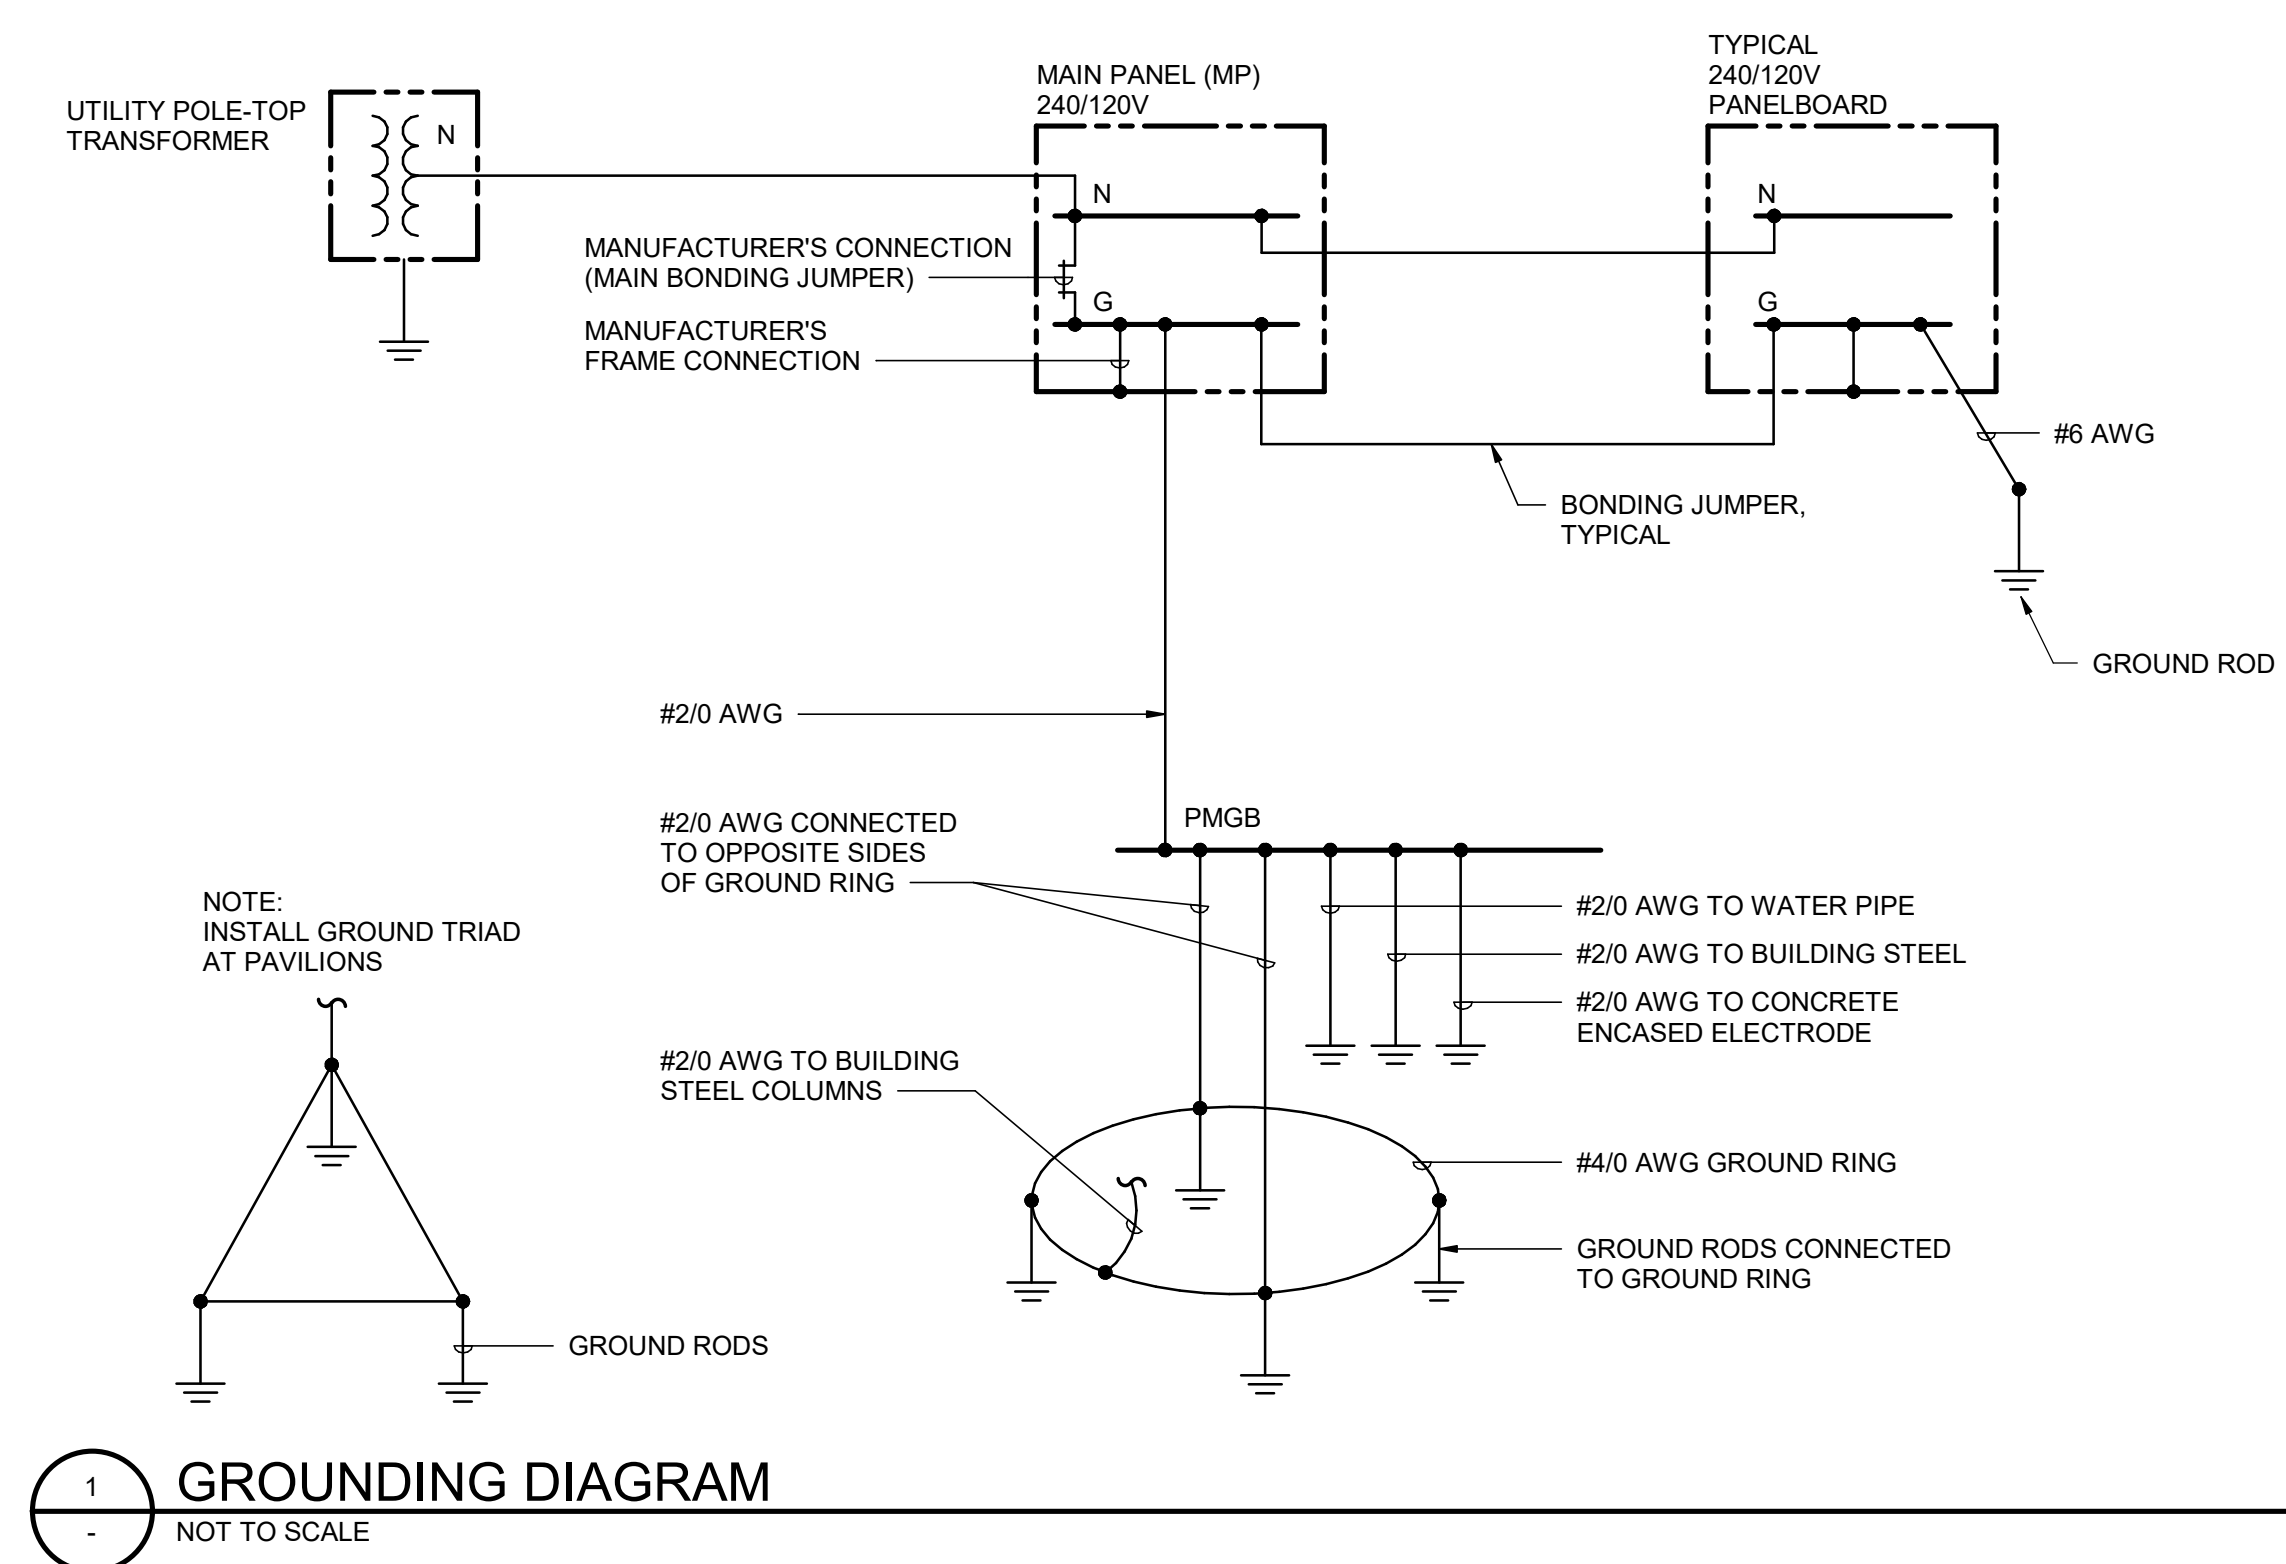 UTILITY POLE-TOP
TRANSFORMER
N
MAIN PANEL (MP)
240/120V
TYPICAL
240/120V
PANELBOARD
N
N
MANUFACTURER'S CONNECTION
(MAIN BONDING JUMPER)
G
G
MANUFACTURER'S
FRAME CONNECTION
#6 AWG
BONDING JUMPER,
TYPICAL
GROUND ROD
#2/0 AWG
PMGB
#2/0 AWG CONNECTED
TO OPPOSITE SIDES
OF GROUND RING
NOTE:
INSTALL GROUND TRIAD
AT PAVILIONS
#2/0 AWG TO WATER PIPE
#2/0 AWG TO BUILDING STEEL
#2/0 AWG TO CONCRETE
ENCASED ELECTRODE
#2/0 AWG TO BUILDING
STEEL COLUMNS
#4/0 AWG GROUND RING
GROUND RODS CONNECTED
TO GROUND RING
GROUND RODS
1
-
GROUNDING DIAGRAM
NOT TO SCALE